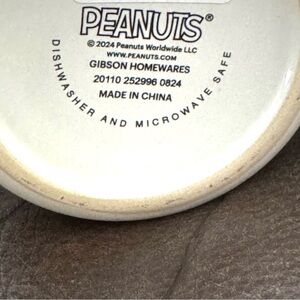 PEANUTS®
© 2024 Peanuts Worldwide LLC
WWW.PEANUTS.COM
GIBSON HOMEWARES
20110 252996 0824
MADE IN CHINA
DISHWASHER AND MICROWAVE SAFE